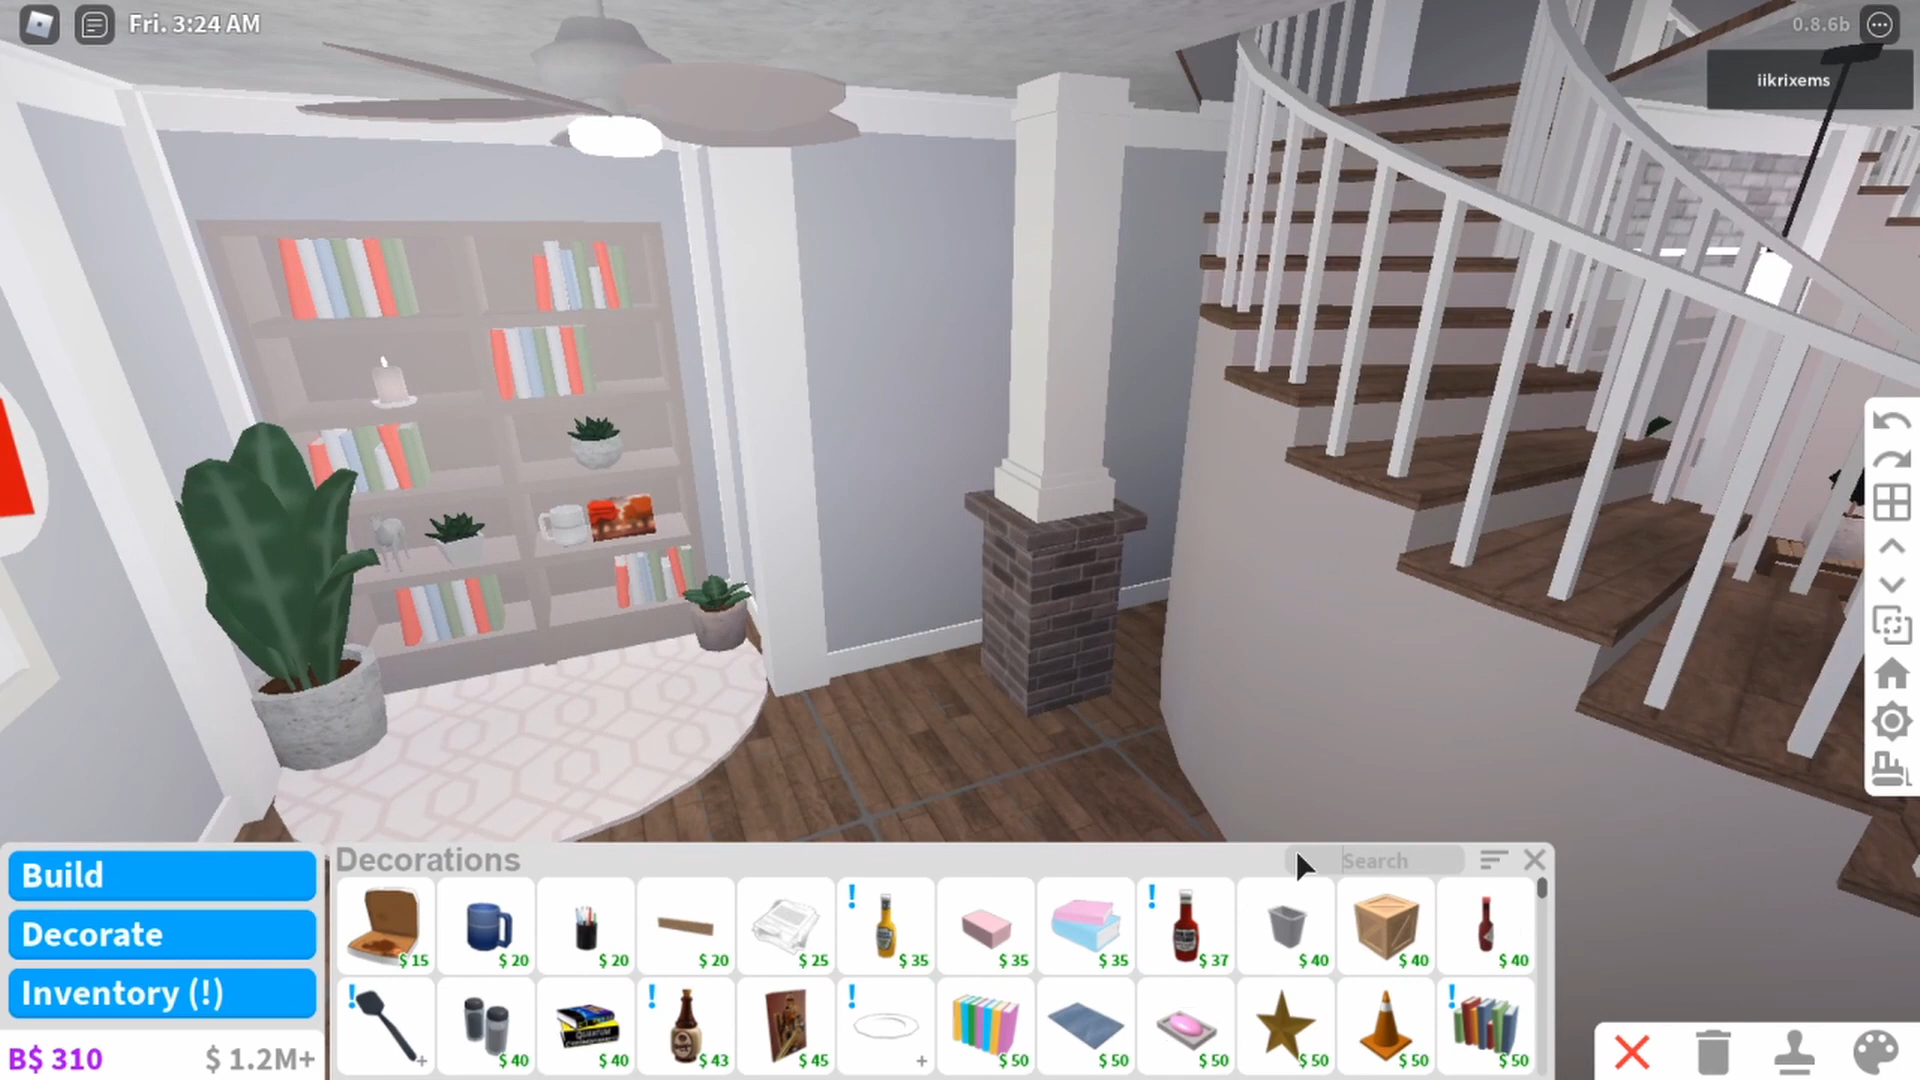 Fri. 3:24 AM
0.8.6b
iikrixems
Build
Decorate
Inventory (!)
B$ 310
$ 1.2M+
Decorations
Search
$ 15
$ 20
$ 20
$ 20
$ 25
! $ 35
$ 35
$ 35
! $ 37
$ 40
$ 40
$ 40
! +
$ 40
$ 40
! $ 43
$ 45
! +
$ 50
$ 50
$ 50
$ 50
$ 50
! $ 50